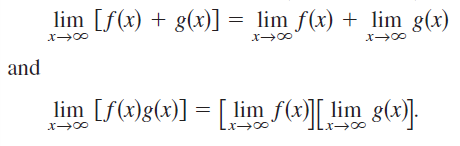 lim [f(x) + g(x)] = lim f(x) + lim g(x)
x→∞ x→∞ x→∞
and
lim [f(x)g(x)] = [ lim f(x)][ lim g(x)].
x→∞ x→∞ x→∞